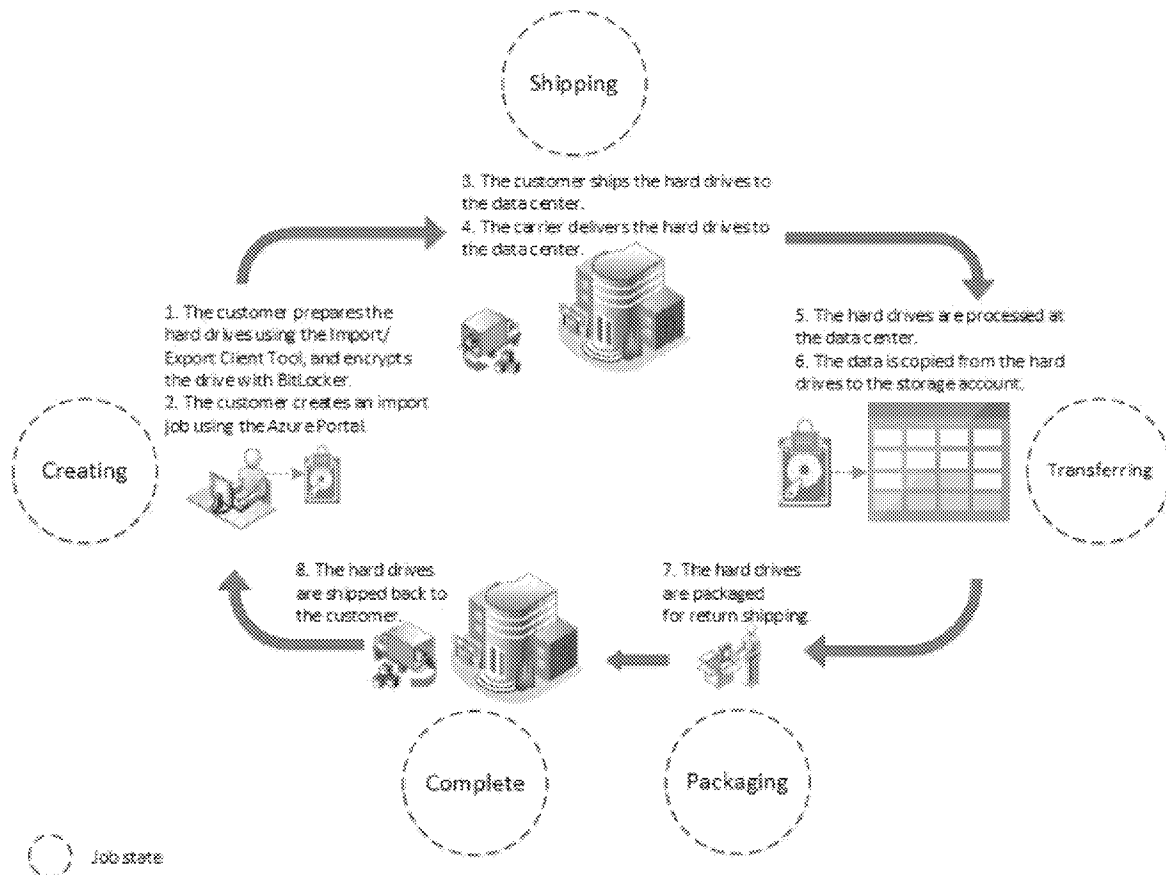 Shipping
3. The customer ships the hard drives to
the data center.
4. The carrier delivers the hard drives to
the data center.
1. The customer prepares the
hard drives using the Import/
Export Client Tool, and encrypts
the drive with BitLocker.
2. The customer creates an import
job using the Azure Portal.
5. The hard drives are processed at
the data center.
6. The data is copied from the hard
drives to the storage account.
Creating
Transferring
8. The hard drives
are shipped back to
the customer.
7. The hard drives
are packaged
for return shipping.
Complete
Packaging
Job state